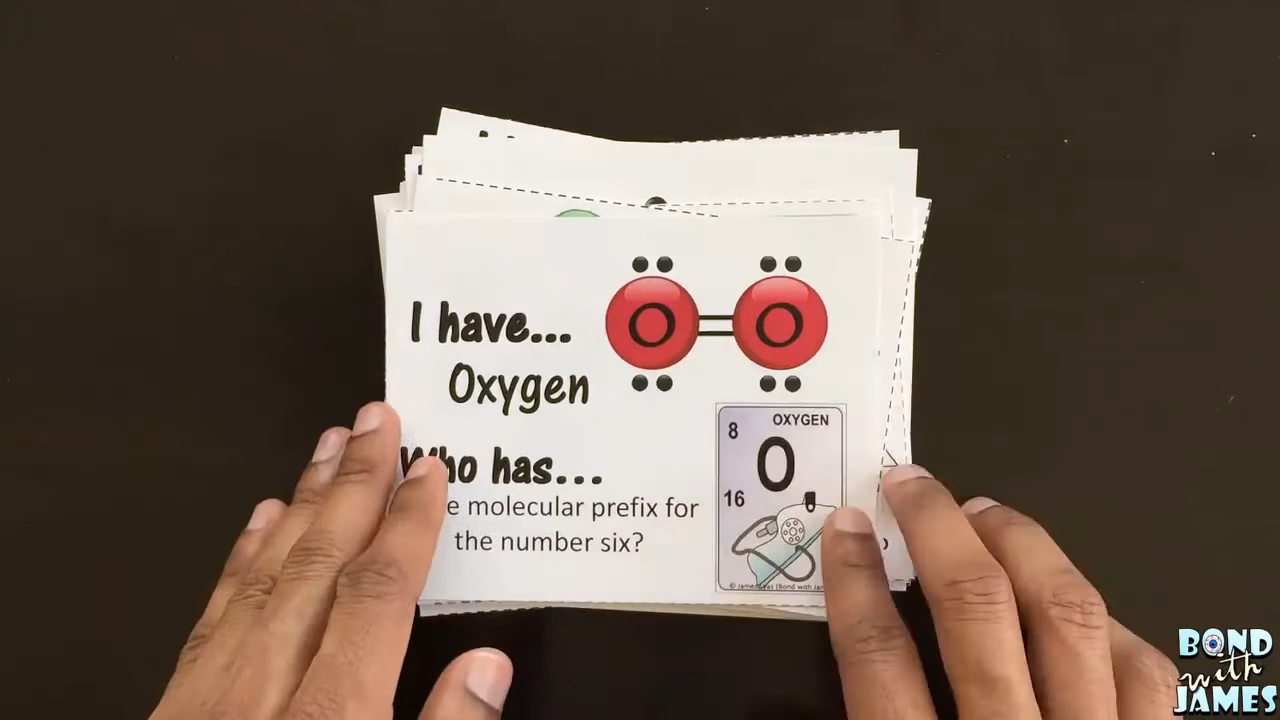 I have...
Oxygen
O=O
Who has...
e molecular prefix for
the number six?
8 OXYGEN
O
16
BOND
with
JAMES